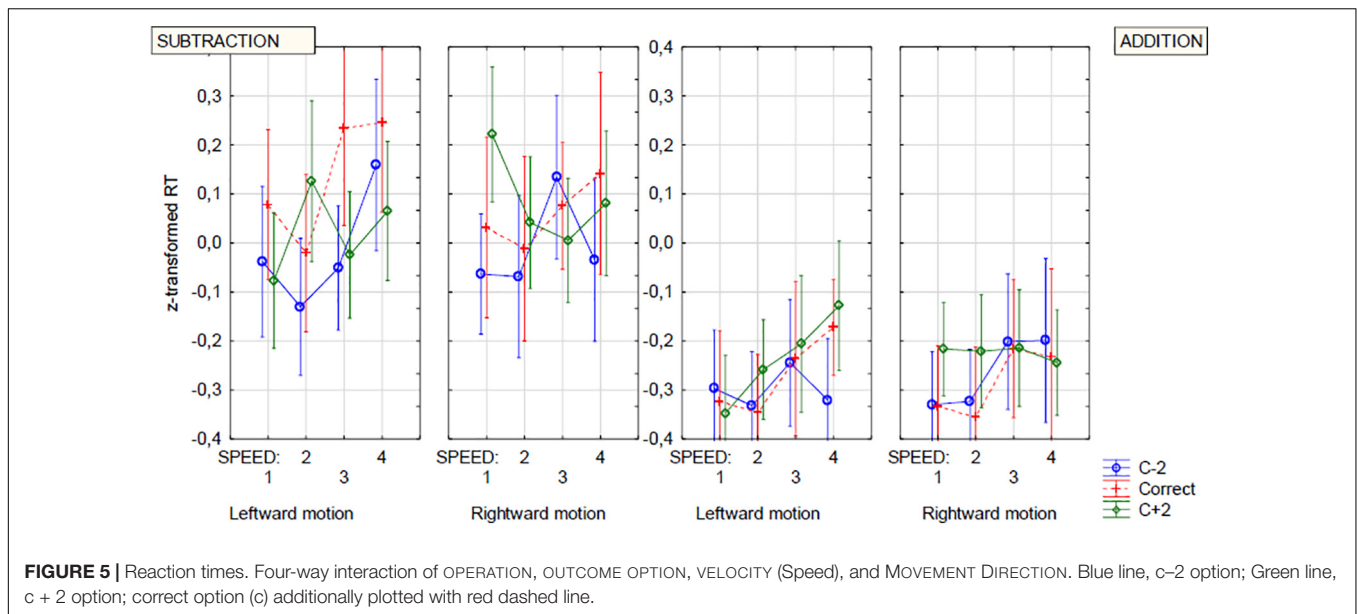 SUBTRACTION
ADDITION
z-transformed RT
0,3
0,2
0,1
0,0
-0,1
-0,2
-0,3
-0,4
0,4
0,3
0,2
0,1
0,0
-0,1
-0,2
-0,3
-0,4
SPEED: 2 4
1 3
Leftward motion
SPEED: 2 4
1 3
Rightward motion
SPEED: 2 4
1 3
Leftward motion
SPEED: 2 4
1 3
Rightward motion
C-2
Correct
C+2
FIGURE 5 | Reaction times. Four-way interaction of OPERATION, OUTCOME OPTION, VELOCITY (Speed), and MOVEMENT DIRECTION. Blue line, c–2 option; Green line,
c + 2 option; correct option (c) additionally plotted with red dashed line.